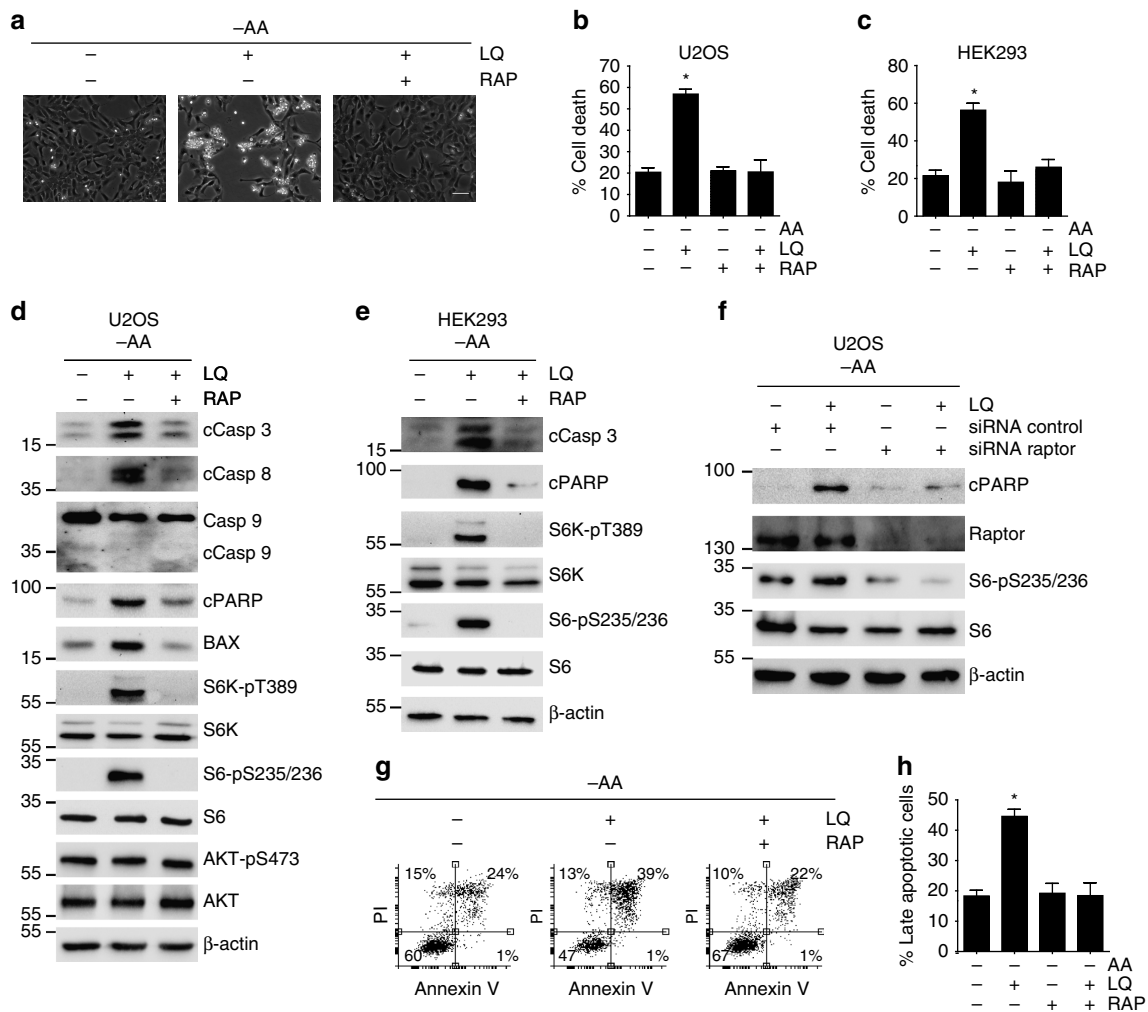 a
–AA
– + + LQ
– – + RAP
b
U2OS
% Cell death
70
60
50
40
30
20
10
0
*
– – – – AA
– + – + LQ
– – + + RAP
c
HEK293
% Cell death
80
60
40
20
0
*
– – – – AA
– + – + LQ
– – + + RAP
d
U2OS
–AA
– + + LQ
– – + RAP
cCasp 3
15
cCasp 8
35
Casp 9
35
cCasp 9
100
cPARP
BAX
15
S6K-pT389
55
S6K
55
35
S6-pS235/236
35
S6
AKT-pS473
55
AKT
55
55
β-actin
e
HEK293
–AA
– + + LQ
– – + RAP
cCasp 3
15
100
cPARP
S6K-pT389
55
S6K
55
35
S6-pS235/236
35
S6
55
β-actin
f
U2OS
–AA
– + – + LQ
+ + – – siRNA control
– – + + siRNA raptor
100
cPARP
Raptor
130
35
S6-pS235/236
35
S6
55
β-actin
g
–AA
– + + LQ
– – + RAP
PI
15% 24%
60 1%
Annexin V
PI
13% 39%
47 1%
Annexin V
PI
10% 22%
67 1%
Annexin V
h
% Late apoptotic cells
50
40
30
20
10
0
*
– – – – AA
– + – + LQ
– – + + RAP